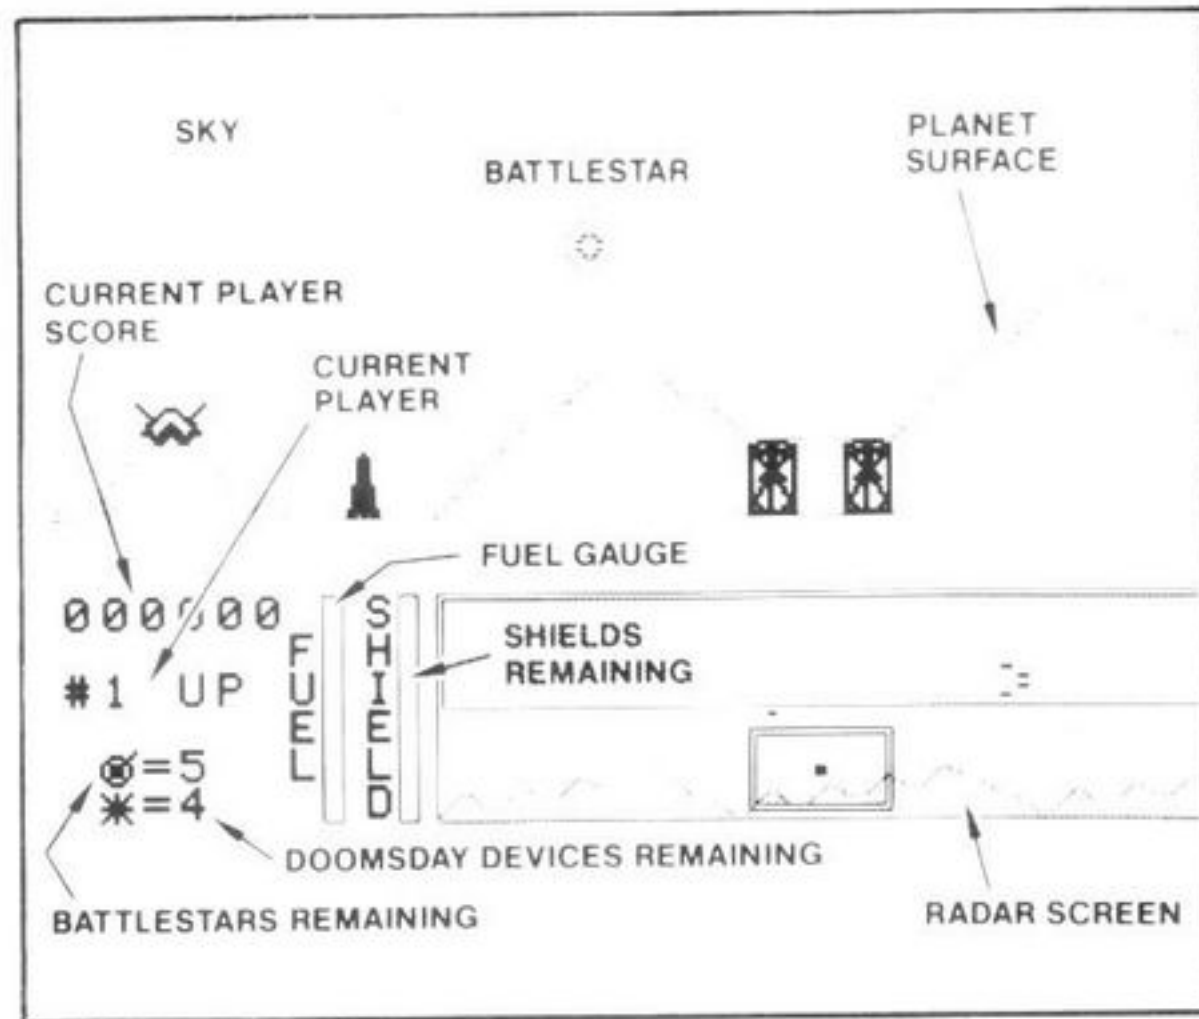 SKY
BATTLESTAR
PLANET
SURFACE
CURRENT PLAYER
SCORE
CURRENT
PLAYER
FUEL GAUGE
000000
#1 UP
FUEL
SHIELD
SHIELDS
REMAINING
=5
=4
DOOMSDAY DEVICES REMAINING
BATTLESTARS REMAINING
RADAR SCREEN